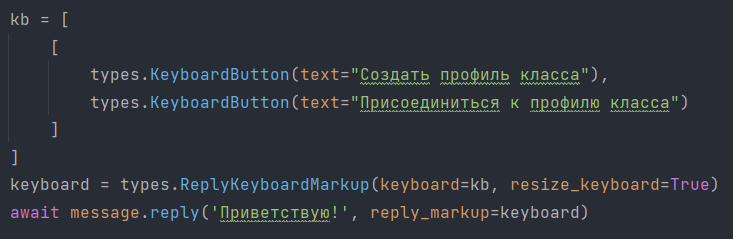 kb = [
[
types.KeyboardButton(text="Создать профиль класса"),
types.KeyboardButton(text="Присоединиться к профилю класса")
]
]
keyboard = types.ReplyKeyboardMarkup(keyboard=kb, resize_keyboard=True)
await message.reply('Приветствую!', reply_markup=keyboard)